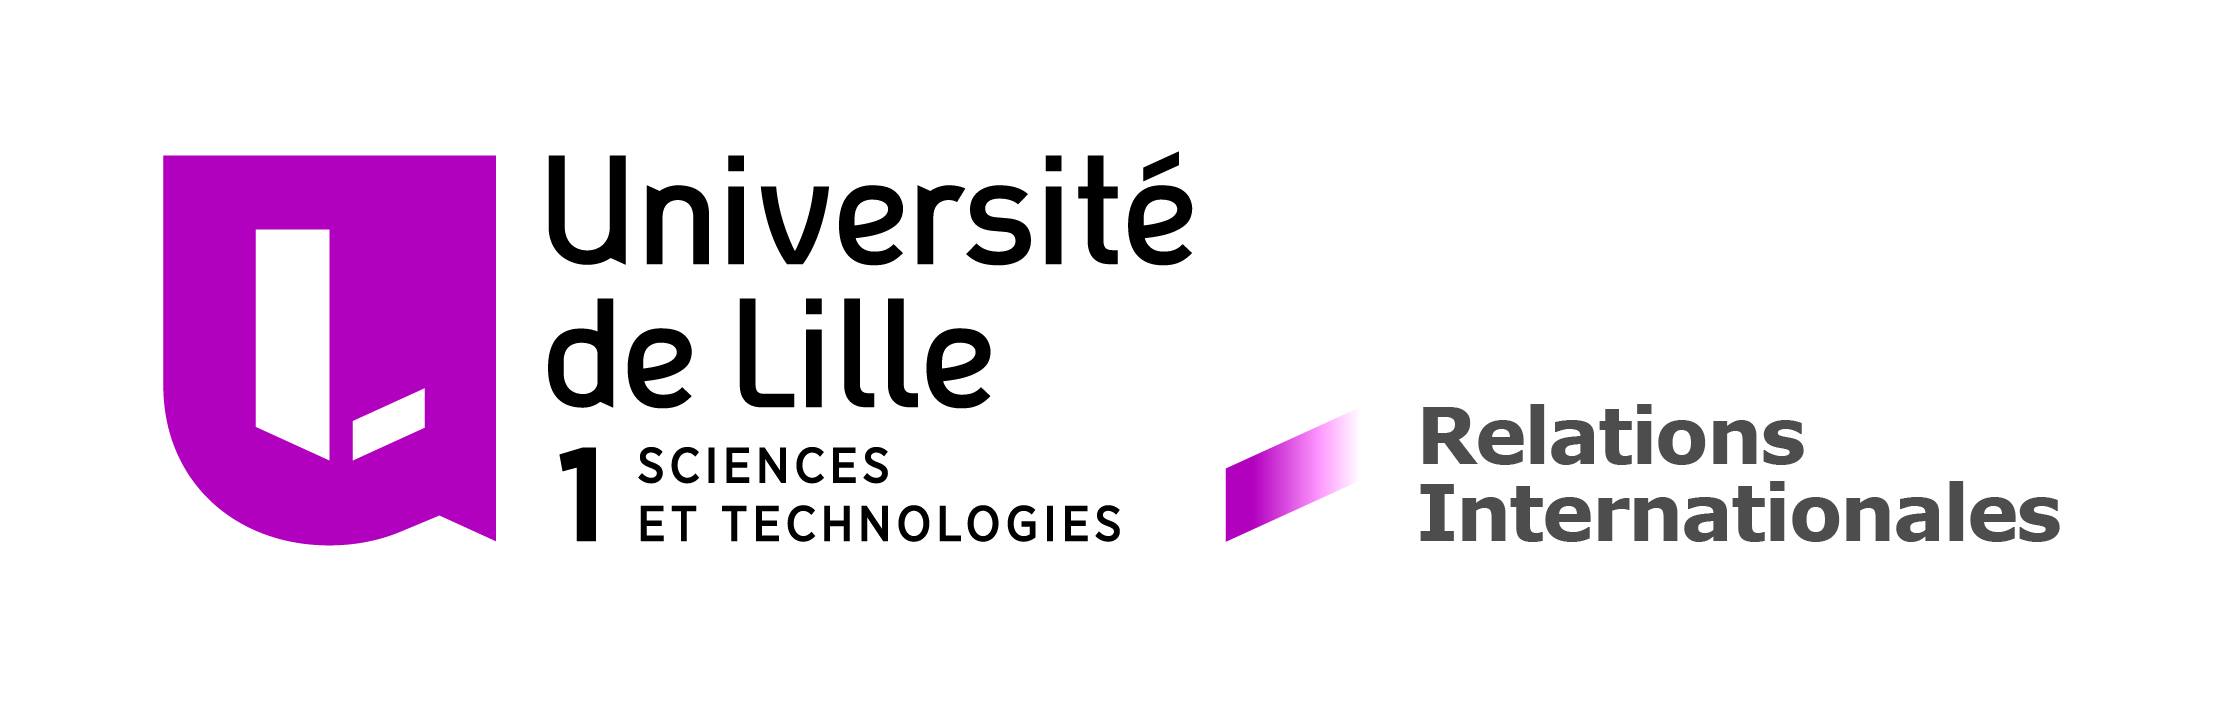 Université
de Lille
1 SCIENCES
ET TECHNOLOGIES
Relations
Internationales